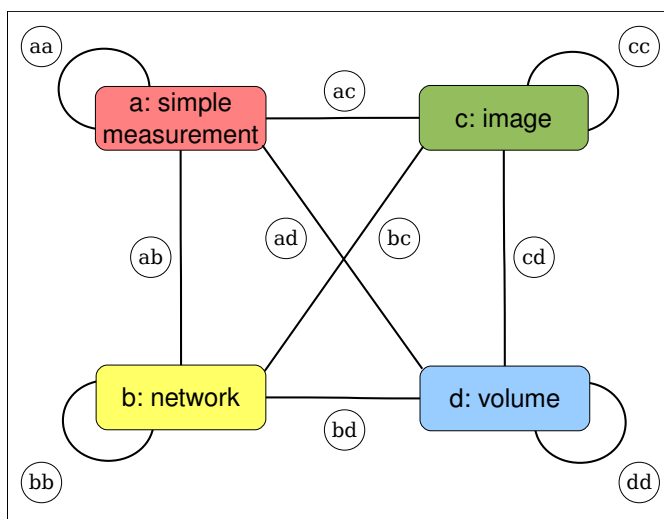 aa
cc
a: simple
measurement
ac
c: image
ab
ad
bc
cd
b: network
d: volume
bd
bb
dd